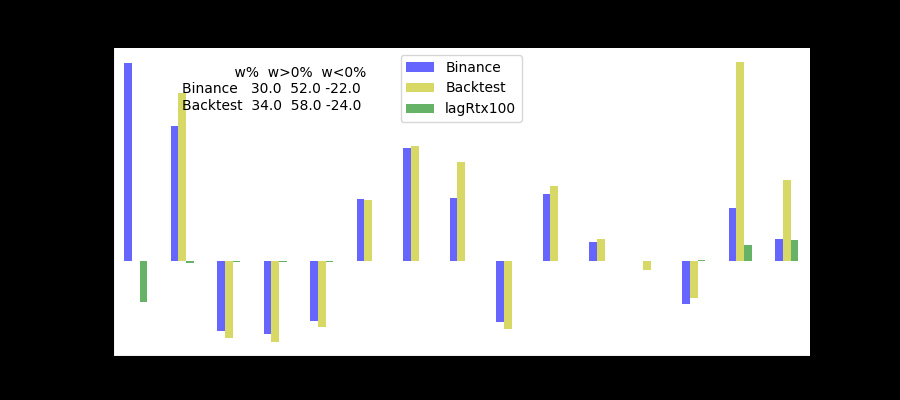 w%  w>0%  w<0%
Binance   30.0  52.0 -22.0
Backtest  34.0  58.0 -24.0
Binance
Backtest
lagRtx100